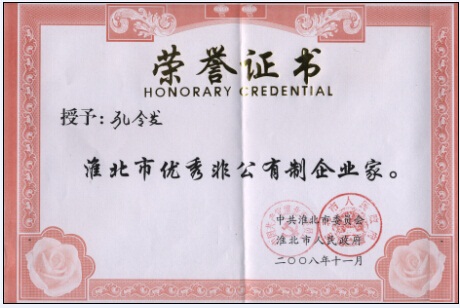 荣誉证书
HONORARY CREDENTIAL
授予：孔令发
淮北市优秀非公有制企业家。
中共淮北市委员会
淮北市人民政府
二〇〇八年十一月